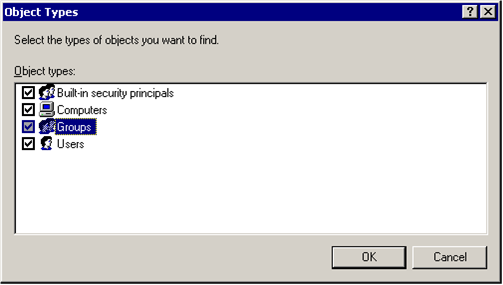 Object Types
Select the types of objects you want to find.
Object types:
Built-in security principals
Computers
Groups
Users
OK
Cancel